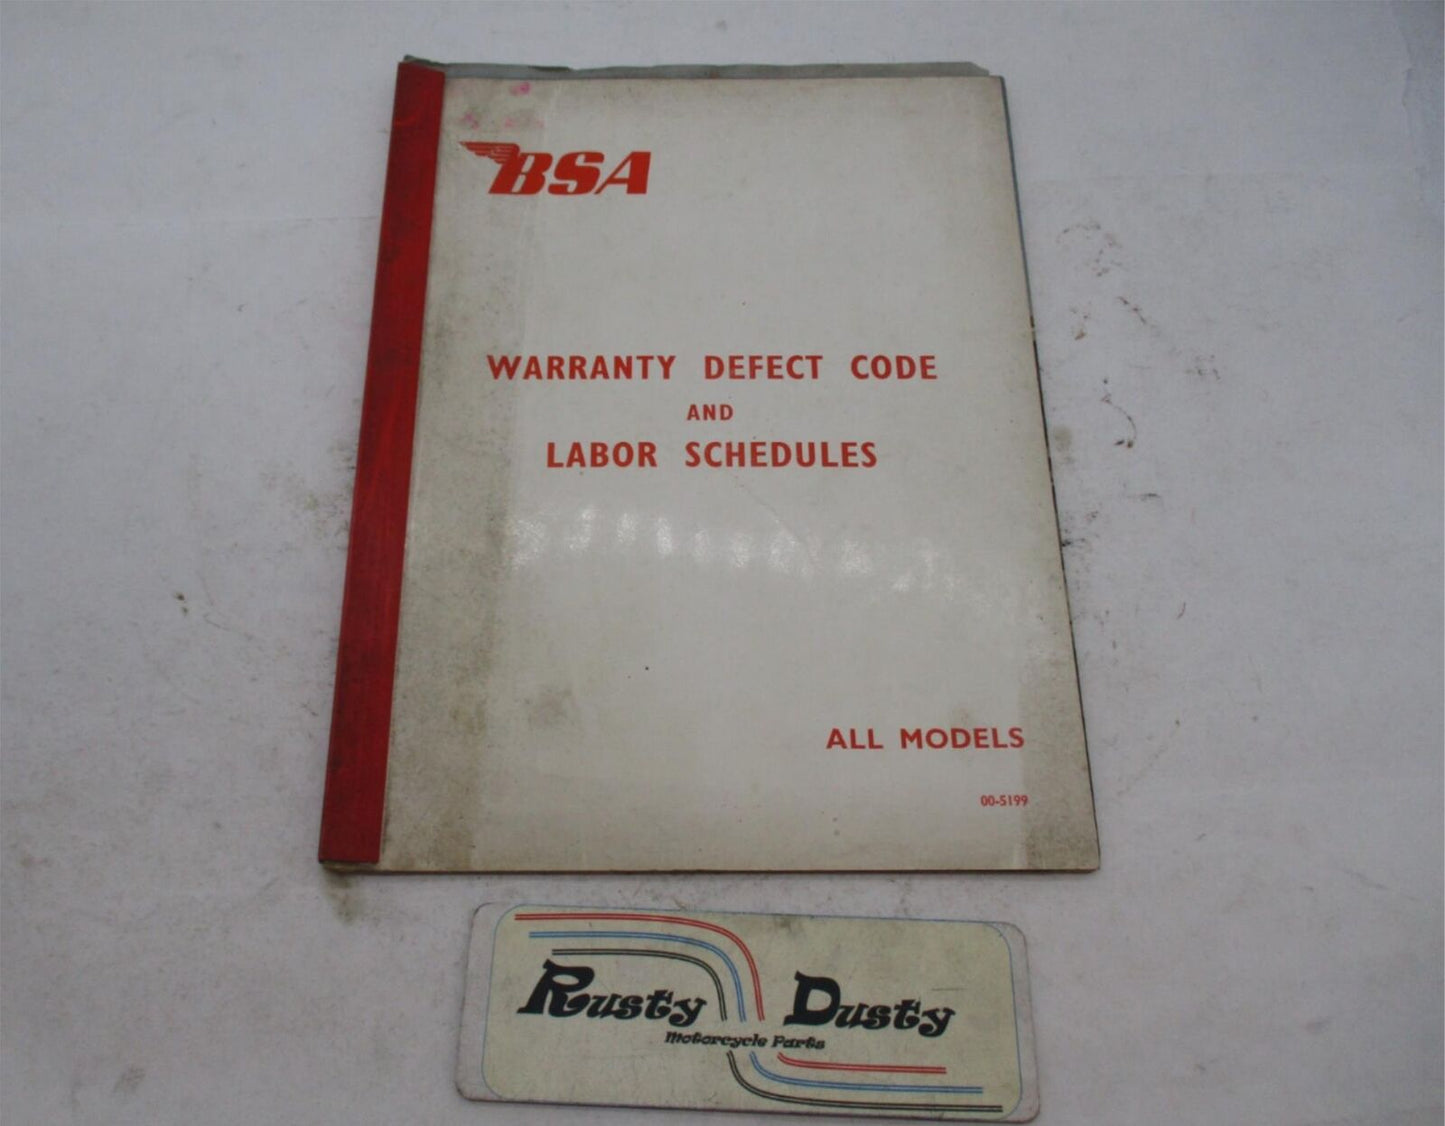 BSA
WARRANTY DEFECT CODE
AND
LABOR SCHEDULES
ALL MODELS
00-5199
Rusty Dusty
Motorcycle Parts